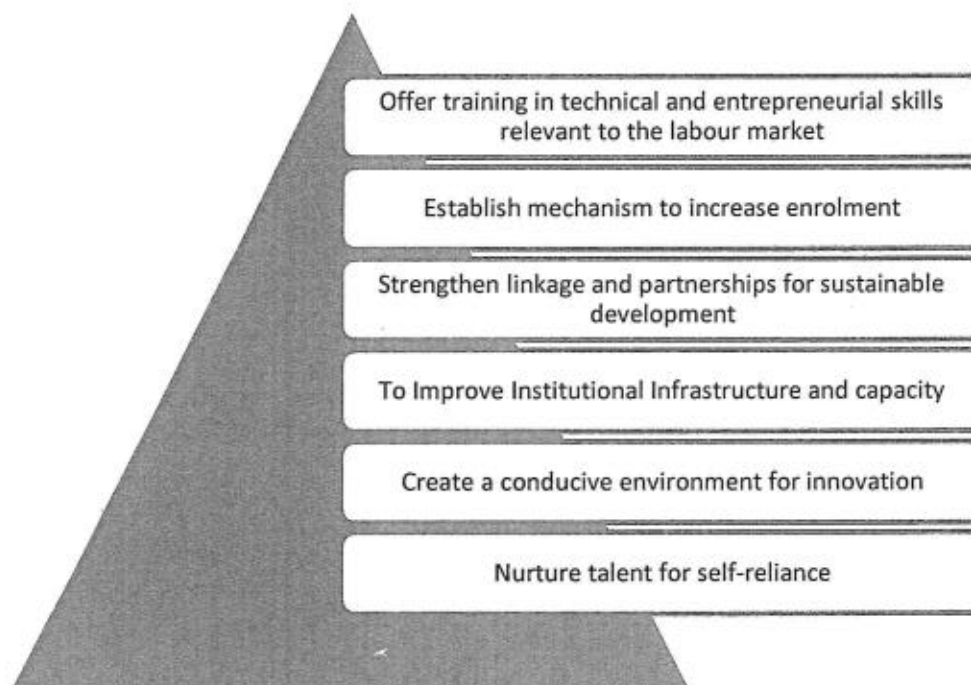 Offer training in technical and entrepreneurial skills
relevant to the labour market
Establish mechanism to increase enrolment
Strengthen linkage and partnerships for sustainable
development
To Improve Institutional Infrastructure and capacity
Create a conducive environment for innovation
Nurture talent for self-reliance